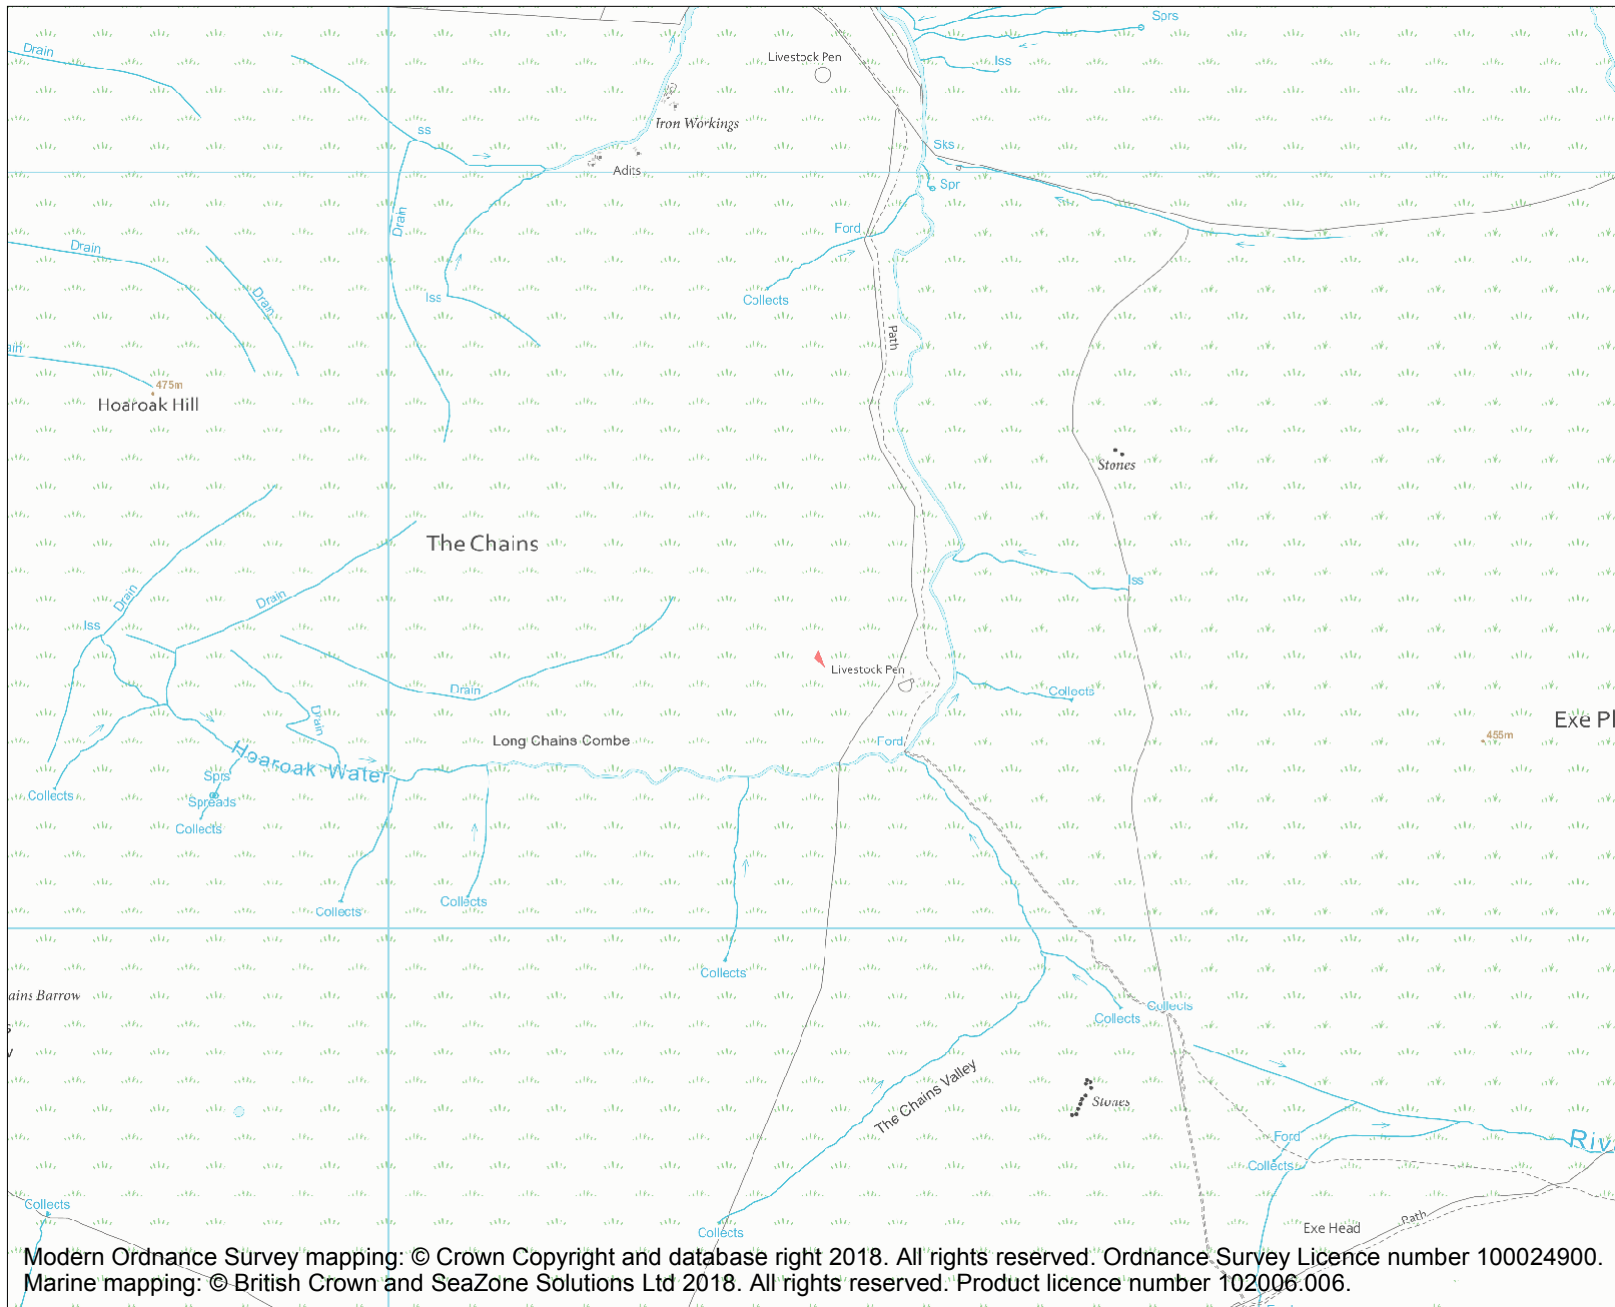 Sprs
Drain
Livestock Pen
Iss
Iron Workings
ss
Sks
Adits
Spr
Drain
Ford
Drain
Drain
Iss
Collects
Path
ain
475m
Hoaroak Hill
Stones
The Chains
Iss
Drain
Drain
Iss
Livestock Pen
Drain
Collects
Drain
Exe Pl
455m
Long Chains Combe
Ford
Hoaroak Water
Sprs
Collects
Spreads
Collects
Collects
Collects
Collects
ains Barrow
Collects
Collects
The Chains Valley
Stones
Ford
Riv
Collects
Collects
Collects
Path
Exe Head
Modern Ordnance Survey mapping: © Crown Copyright and database right 2018. All rights reserved. Ordnance Survey Licence number 100024900.
Marine mapping: © British Crown and SeaZone Solutions Ltd 2018. All rights reserved. Product licence number 102006.006.